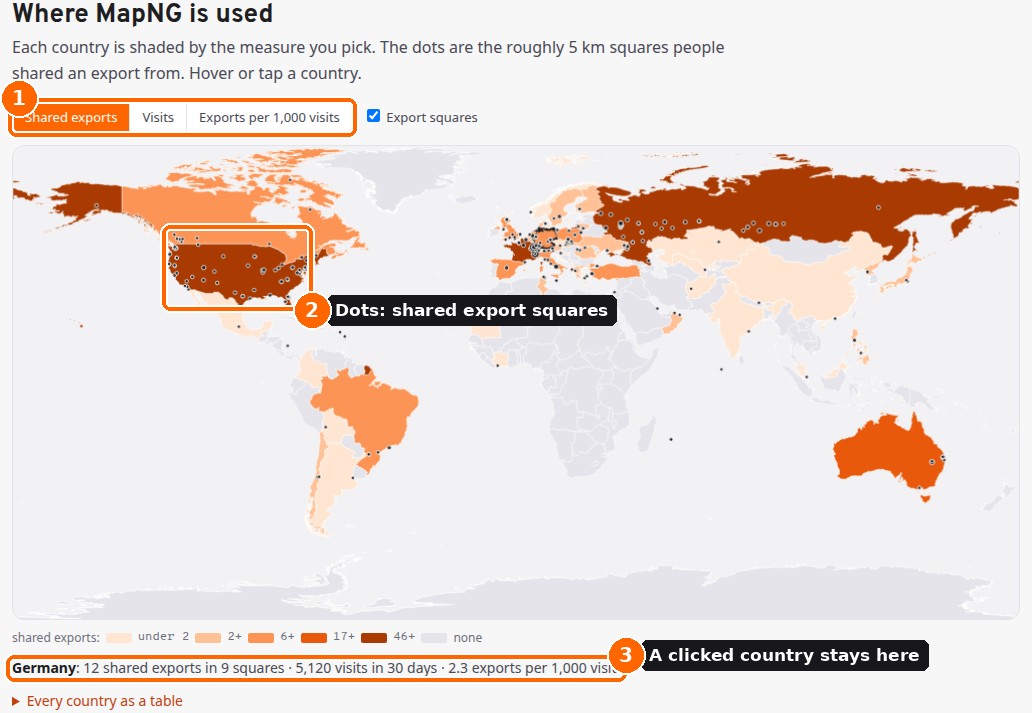 Where MapNG is used
Each country is shaded by the measure you pick. The dots are the roughly 5 km squares people
shared an export from. Hover or tap a country.
1
Shared exports Visits Exports per 1,000 visits Export squares
2 Dots: shared export squares
shared exports: under 2 2+ 6+ 17+ 46+ none
Germany: 12 shared exports in 9 squares · 5,120 visits in 30 days · 2.3 exports per 1,000
3 A clicked country stays here
Every country as a table